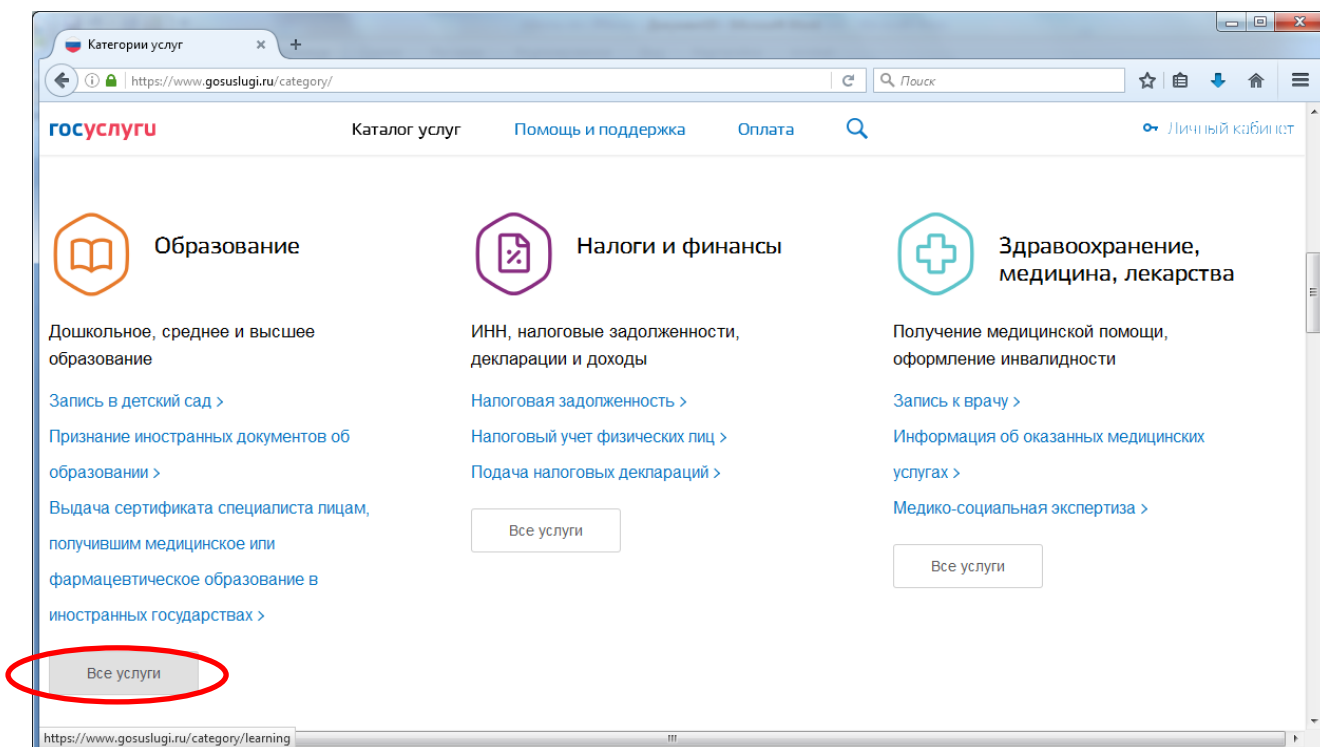 Категории услуг
https://www.gosuslugi.ru/category/
Поиск
госуслуги
Каталог услуг
Помощь и поддержка
Оплата
Личный кабинет
Образование
Дошкольное, среднее и высшее
образование
Запись в детский сад >
Признание иностранных документов об
образовании >
Выдача сертификата специалиста лицам,
получившим медицинское или
фармацевтическое образование в
иностранных государствах >
Все услуги
Налоги и финансы
ИНН, налоговые задолженности,
декларации и доходы
Налоговая задолженность >
Налоговый учет физических лиц >
Подача налоговых деклараций >
Все услуги
Здравоохранение,
медицина, лекарства
Получение медицинской помощи,
оформление инвалидности
Запись к врачу >
Информация об оказанных медицинских
услугах >
Медико-социальная экспертиза >
Все услуги
https://www.gosuslugi.ru/category/learning